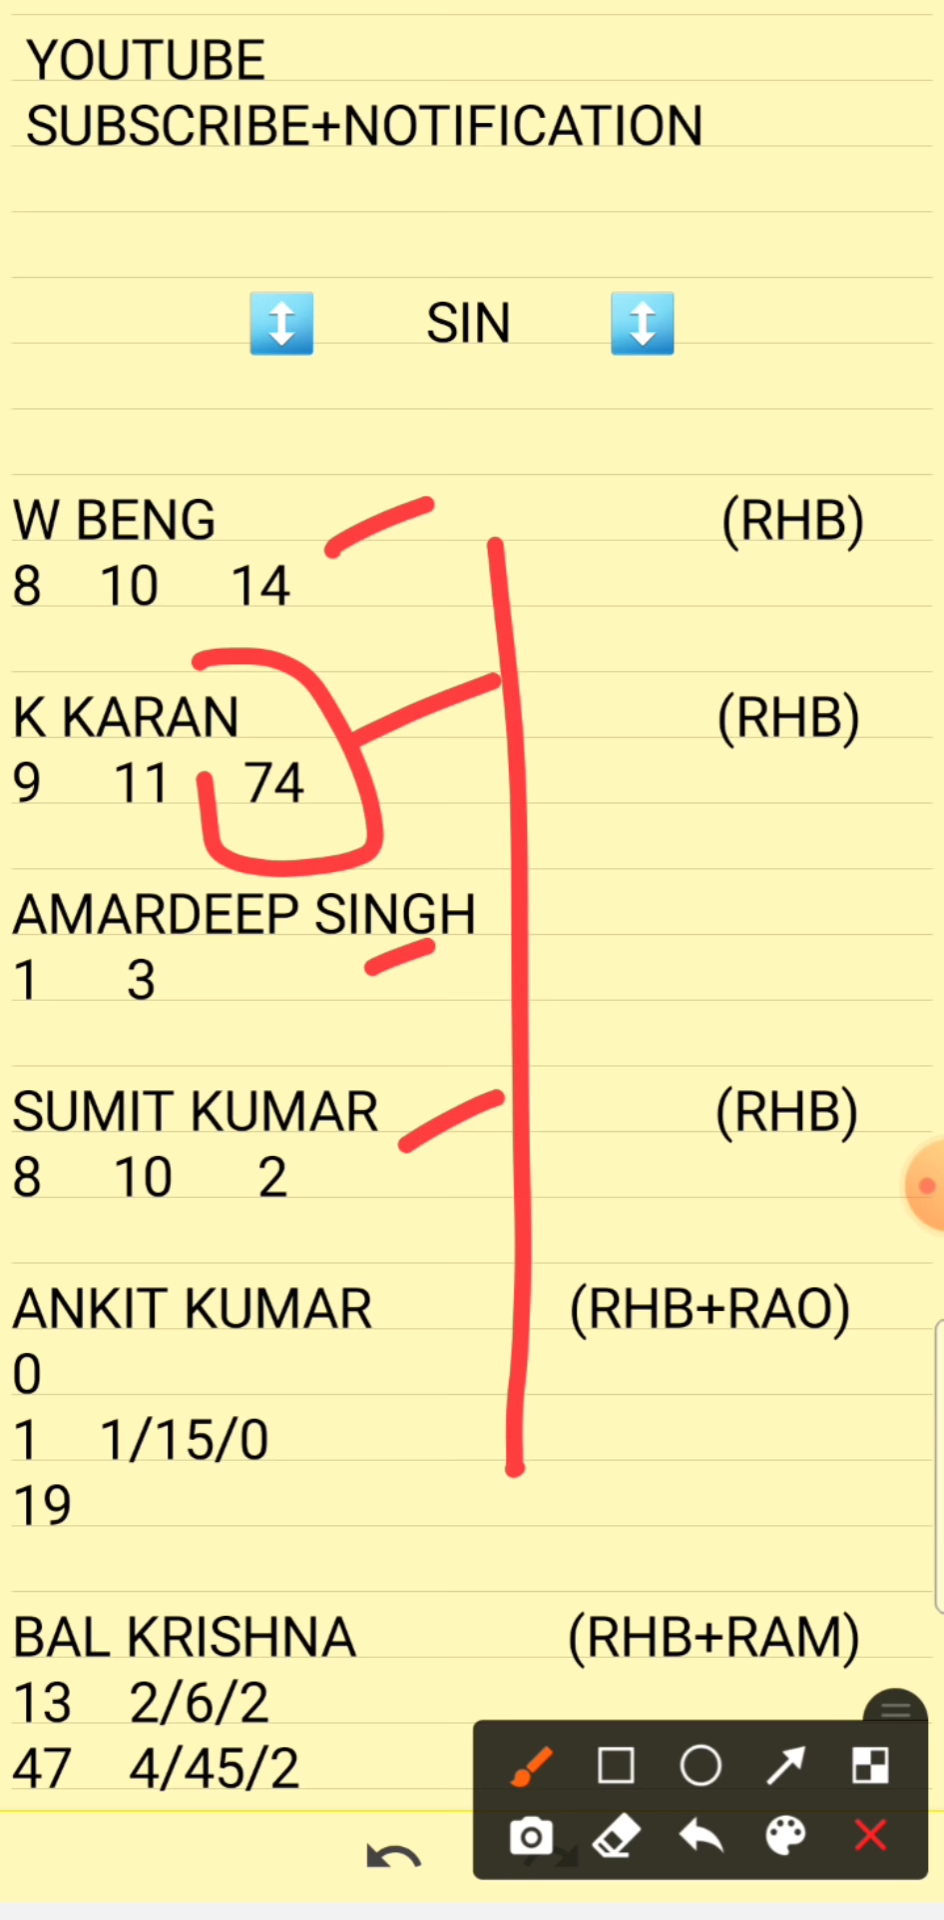 YOUTUBE
SUBSCRIBE+NOTIFICATION
↕️ SIN ↕️
W BENG (RHB)
8 10 14
K KARAN (RHB)
9 11 74
AMARDEEP SINGH
1 3
SUMIT KUMAR (RHB)
8 10 2
ANKIT KUMAR (RHB+RAO)
0
1 1/15/0
19
BAL KRISHNA (RHB+RAM)
13 2/6/2
47 4/45/2